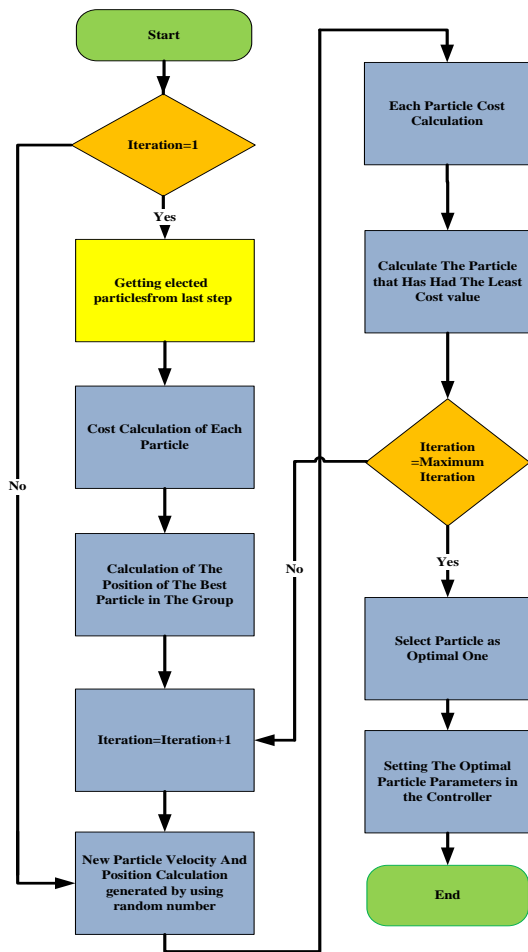 Start
Iteration=1
Yes
Getting elected
particlesfrom last step
Cost Calculation of Each
Particle
No
Calculation of The
Position of The Best
Particle in The Group
Iteration=Iteration+1
New Particle Velocity And
Position Calculation
generated by using
random number
Each Particle Cost
Calculation
Calculate The Particle
that Has Had The Least
Cost value
Iteration
=Maximum
Iteration
No
Yes
Select Particle as
Optimal One
Setting The Optimal
Particle Parameters in
the Controller
End